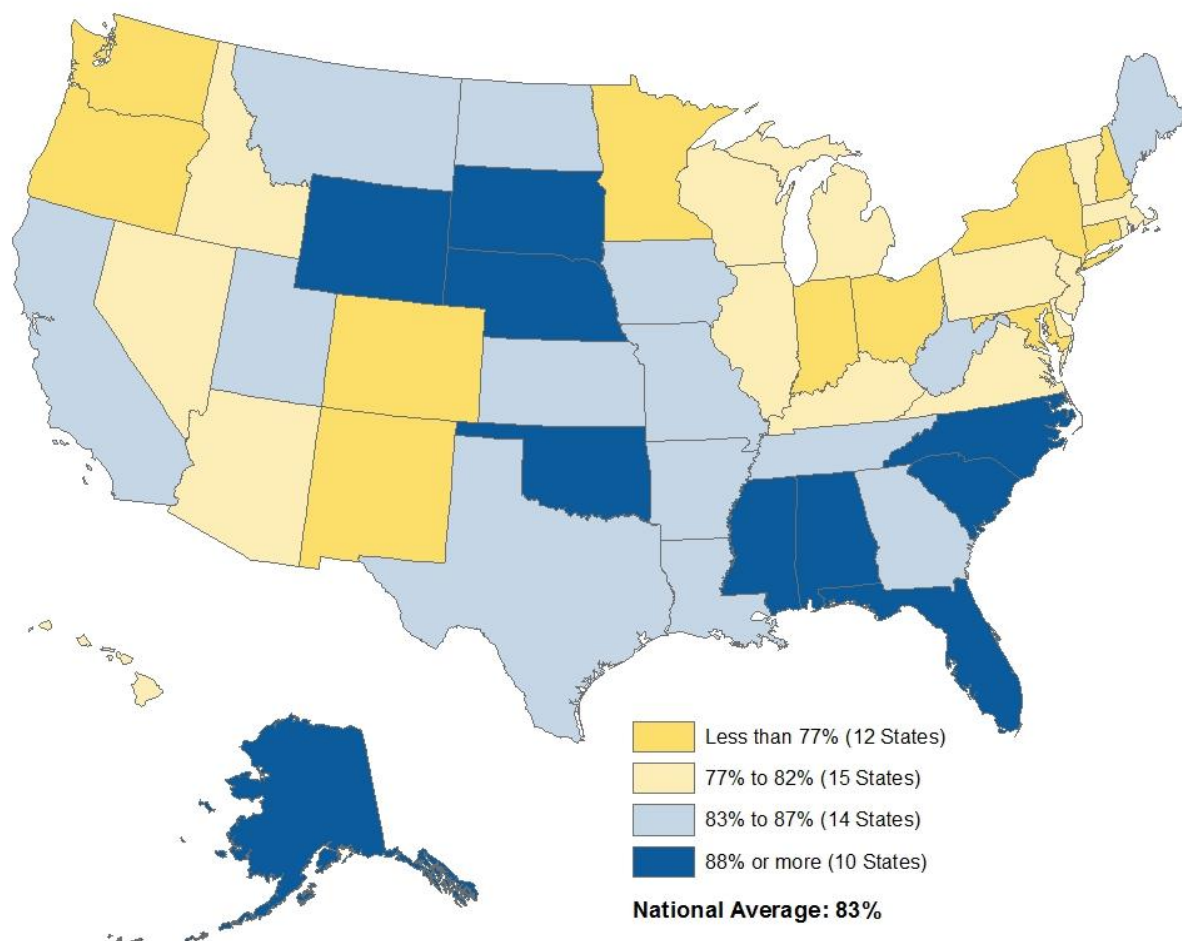 Less than 77% (12 States)
77% to 82% (15 States)
83% to 87% (14 States)
88% or more (10 States)
National Average: 83%